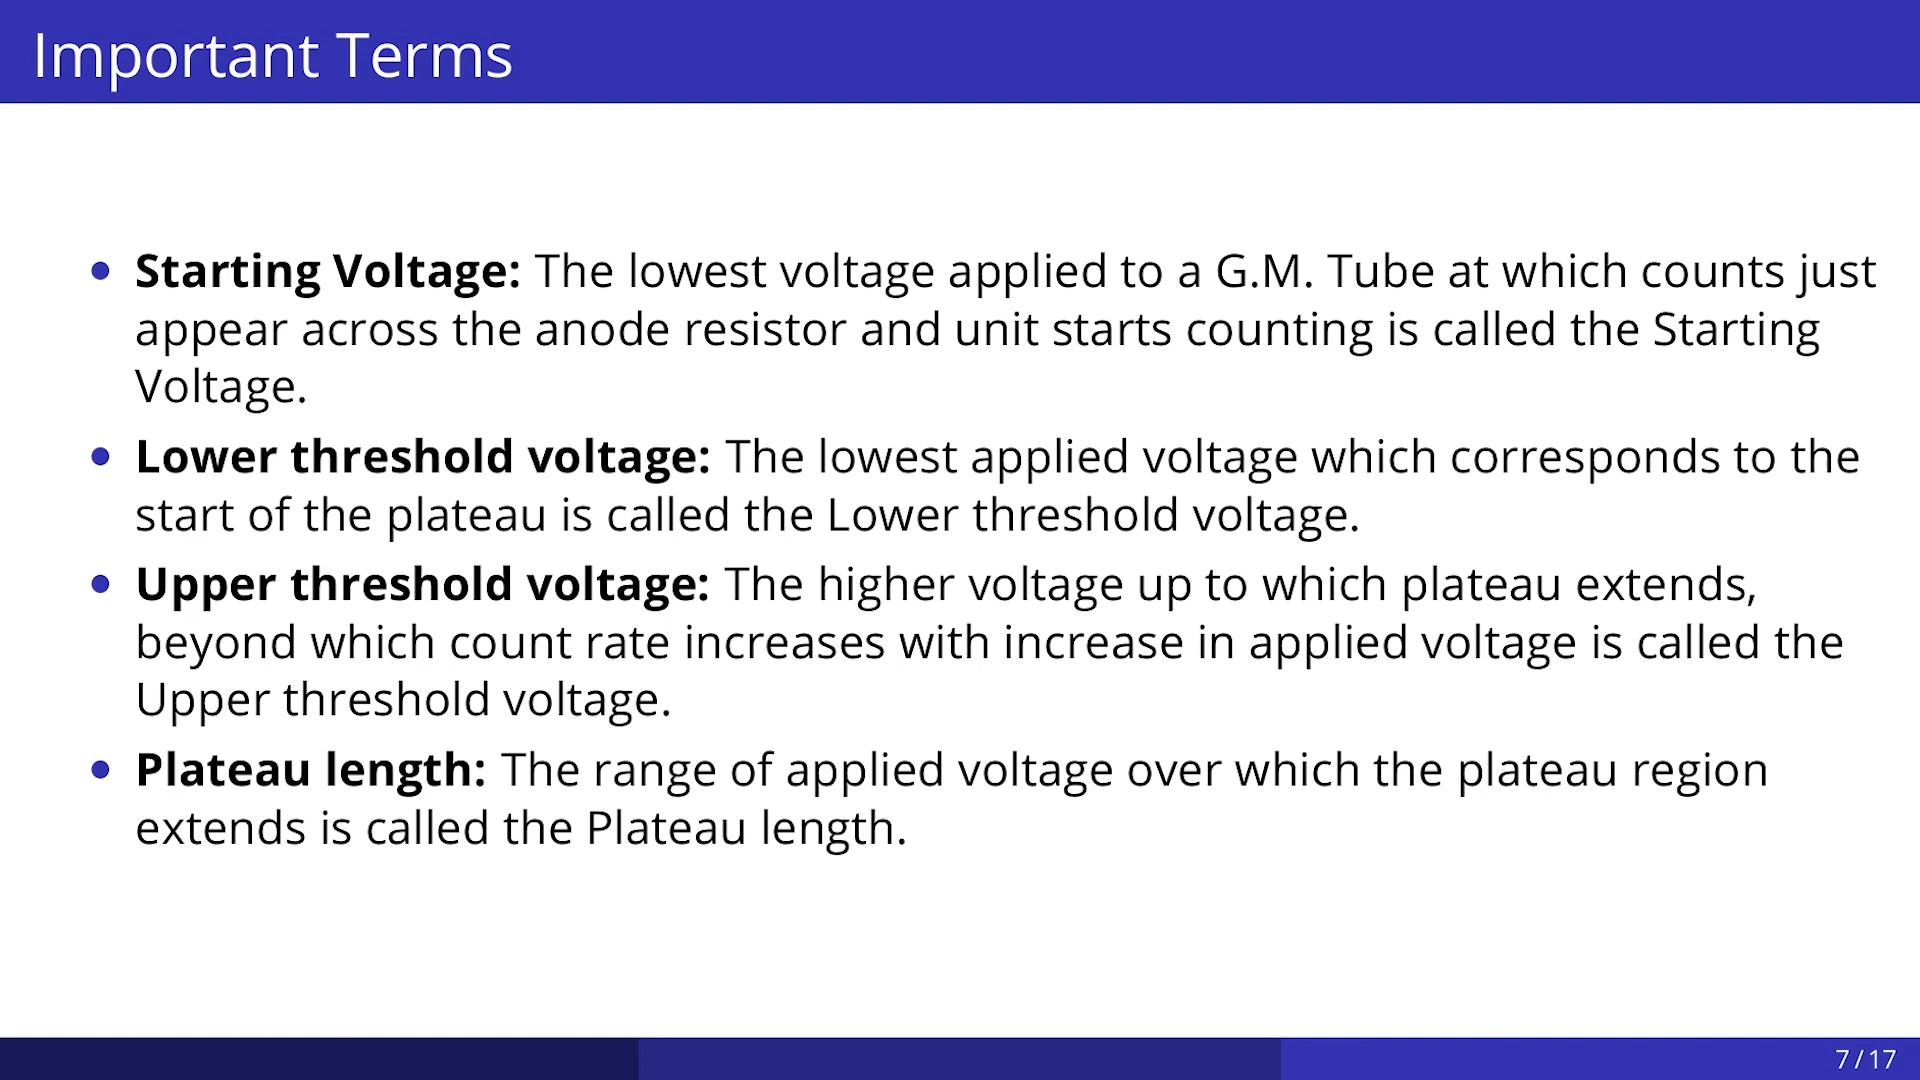 Important Terms
• Starting Voltage: The lowest voltage applied to a G.M. Tube at which counts just
appear across the anode resistor and unit starts counting is called the Starting
Voltage.
• Lower threshold voltage: The lowest applied voltage which corresponds to the
start of the plateau is called the Lower threshold voltage.
• Upper threshold voltage: The higher voltage up to which plateau extends,
beyond which count rate increases with increase in applied voltage is called the
Upper threshold voltage.
• Plateau length: The range of applied voltage over which the plateau region
extends is called the Plateau length.
7 / 17